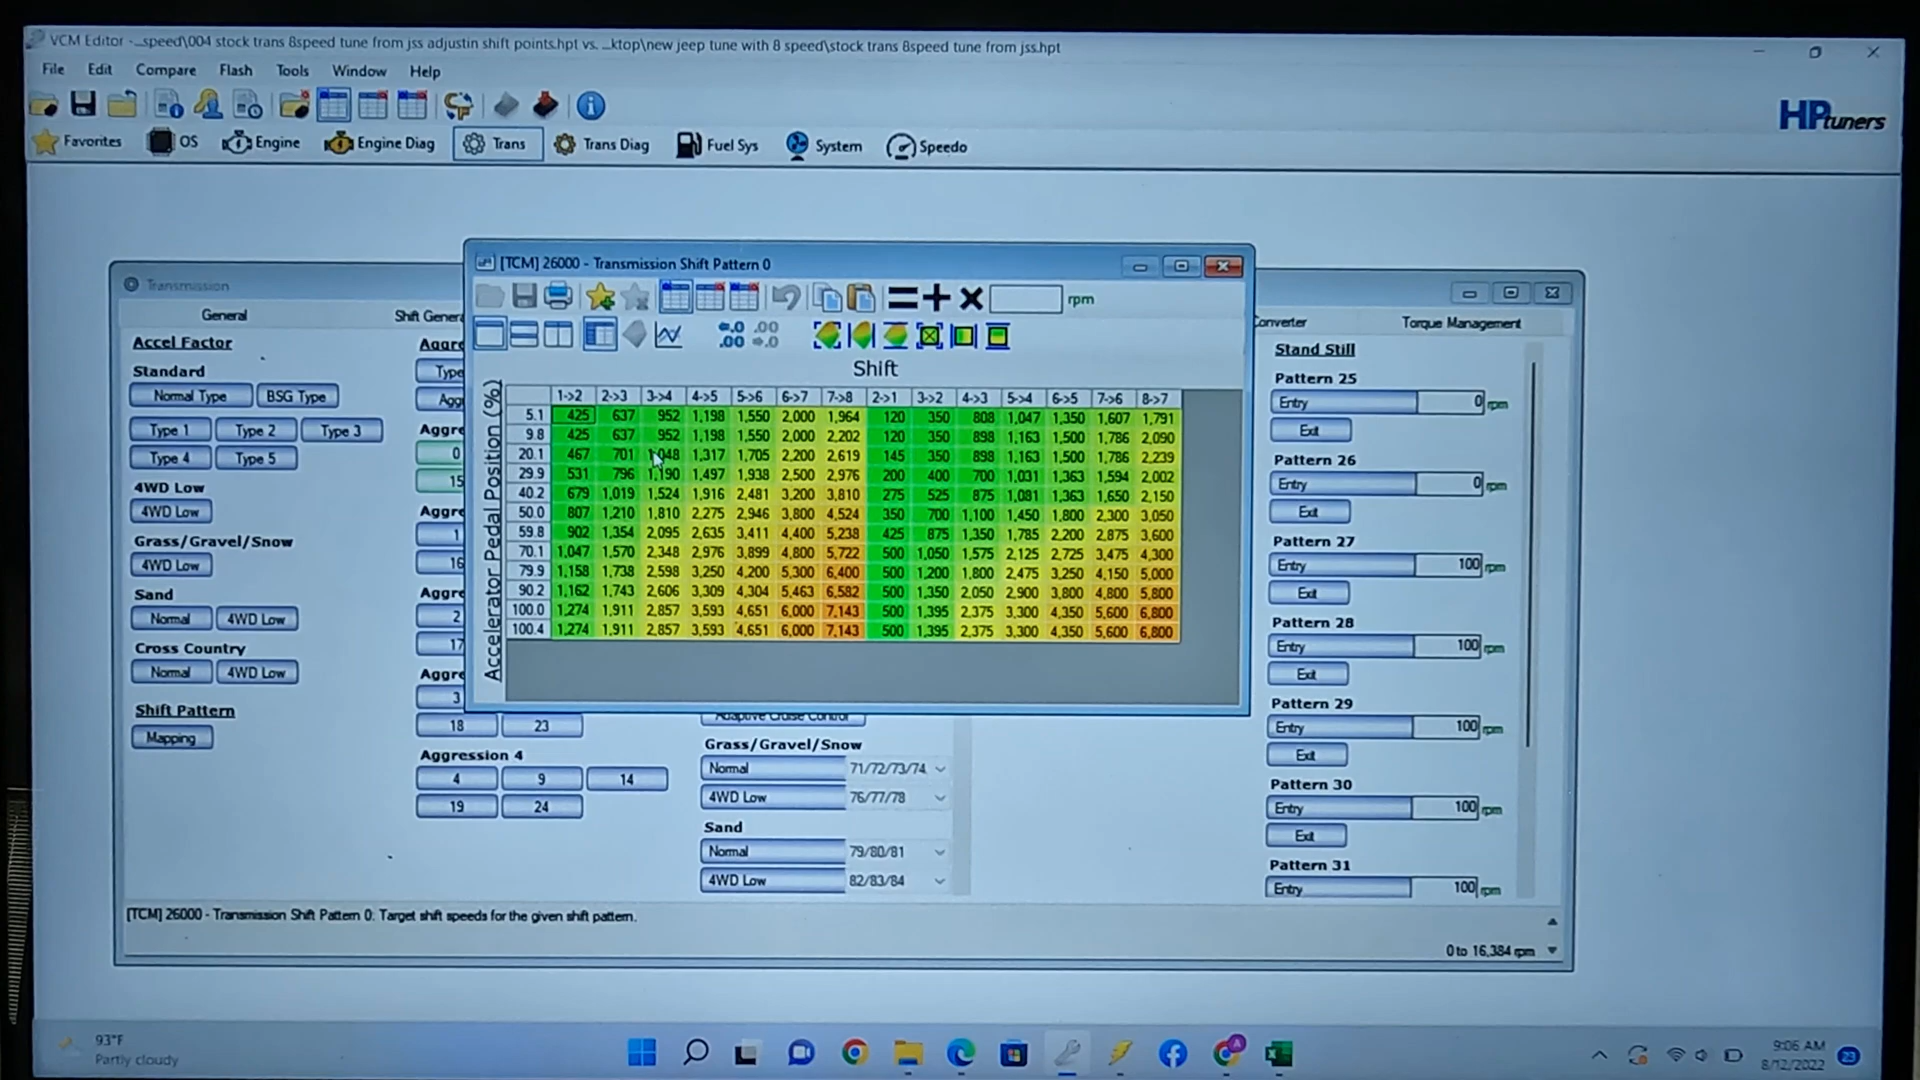 VCM Editor -...speed\004 stock trans 8speed tune from jss adjustin shift points.hpt vs. ...ktop\new jeep tune with 8 speed\stock trans 8speed tune from jss.hpt
File Edit Compare Flash Tools Window Help
HPtuners
Favorites OS Engine Engine Diag Trans Trans Diag Fuel Sys System Speedo
[TCM] 26000 - Transmission Shift Pattern 0
Transmission
rpm
General Shift Gener Converter Torque Management
Shift
Accelerator Pedal Position (%)
1->2 2->3 3->4 4->5 5->6 6->7 7->8 2->1 3->2 4->3 5->4 6->5 7->6 8->7
5.1 425 637 952 1,198 1,550 2,000 1,964 120 350 808 1,047 1,350 1,607 1,791
9.8 425 637 952 1,198 1,550 2,000 2,202 120 350 898 1,163 1,500 1,786 2,090
20.1 467 701 1,048 1,317 1,705 2,200 2,619 145 350 898 1,163 1,500 1,786 2,239
29.9 531 796 1,190 1,497 1,938 2,500 2,976 200 400 700 1,031 1,363 1,594 2,002
40.2 679 1,019 1,524 1,916 2,481 3,200 3,810 275 525 875 1,081 1,363 1,650 2,150
50.0 807 1,210 1,810 2,275 2,946 3,800 4,524 350 700 1,100 1,450 1,800 2,300 3,050
59.8 902 1,354 2,095 2,635 3,411 4,400 5,238 425 875 1,350 1,785 2,200 2,875 3,600
70.1 1,047 1,570 2,348 2,976 3,899 4,800 5,722 500 1,050 1,575 2,125 2,725 3,475 4,300
79.9 1,158 1,738 2,598 3,250 4,200 5,300 6,400 500 1,200 1,800 2,475 3,250 4,150 5,000
90.2 1,162 1,743 2,606 3,309 4,304 5,463 6,582 500 1,350 2,050 2,900 3,800 4,800 5,800
100.0 1,274 1,911 2,857 3,593 4,651 6,000 7,143 500 1,395 2,375 3,300 4,350 5,600 6,800
100.4 1,274 1,911 2,857 3,593 4,651 6,000 7,143 500 1,395 2,375 3,300 4,350 5,600 6,800
Accel Factor
Standard
Normal Type BSG Type
Type 1 Type 2 Type 3
Type 4 Type 5
4WD Low
4WD Low
Grass/Gravel/Snow
4WD Low
Sand
Normal 4WD Low
Cross Country
Normal 4WD Low
Shift Pattern
Mapping
Aggre
Type
Agg
Aggre
0
15
Aggre
1
16
Aggre
2
17
Aggre
3
18 23
Aggression 4
4 9 14
19 24
Adaptive Cruise Control
Grass/Gravel/Snow
Normal 71/72/73/74
4WD Low 76/77/78
Sand
Normal 79/80/81
4WD Low 82/83/84
Stand Still
Pattern 25
Entry 0 rpm
Exit
Pattern 26
Entry 0 rpm
Exit
Pattern 27
Entry 100 rpm
Exit
Pattern 28
Entry 100 rpm
Exit
Pattern 29
Entry 100 rpm
Exit
Pattern 30
Entry 100 rpm
Exit
Pattern 31
Entry 100 rpm
[TCM] 26000 - Transmission Shift Pattern 0: Target shift speeds for the given shift pattern.
0 to 16,384 rpm
93°F
Partly cloudy
9:06 AM
8/12/2022
23